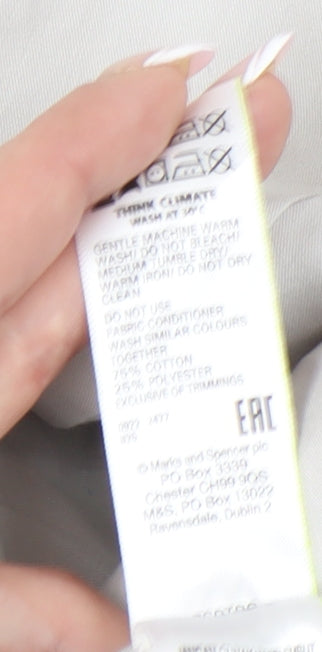 THINK CLIMATE
WASH AT 30°C
GENTLE MACHINE WARM
WASH/ DO NOT BLEACH/
MEDIUM TUMBLE DRY/
WARM IRON/ DO NOT DRY
CLEAN
DO NOT USE
FABRIC CONDITIONER
WASH SIMILAR COLOURS
TOGETHER
75% COTTON
25% POLYESTER
EXCLUSIVE OF TRIMMINGS
EAC
© Marks and Spencer plc
PO Box 3339
Chester CH99 9QS
M&S, PO Box 13022
Ravensdale, Dublin 2